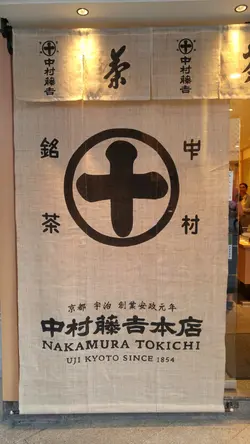 中村藤吉
茶
中村藤吉
中村
銘茶
十
京都 宇治 創業安政元年
中村藤吉本店
NAKAMURA TOKICHI
UJI KYOTO SINCE 1854